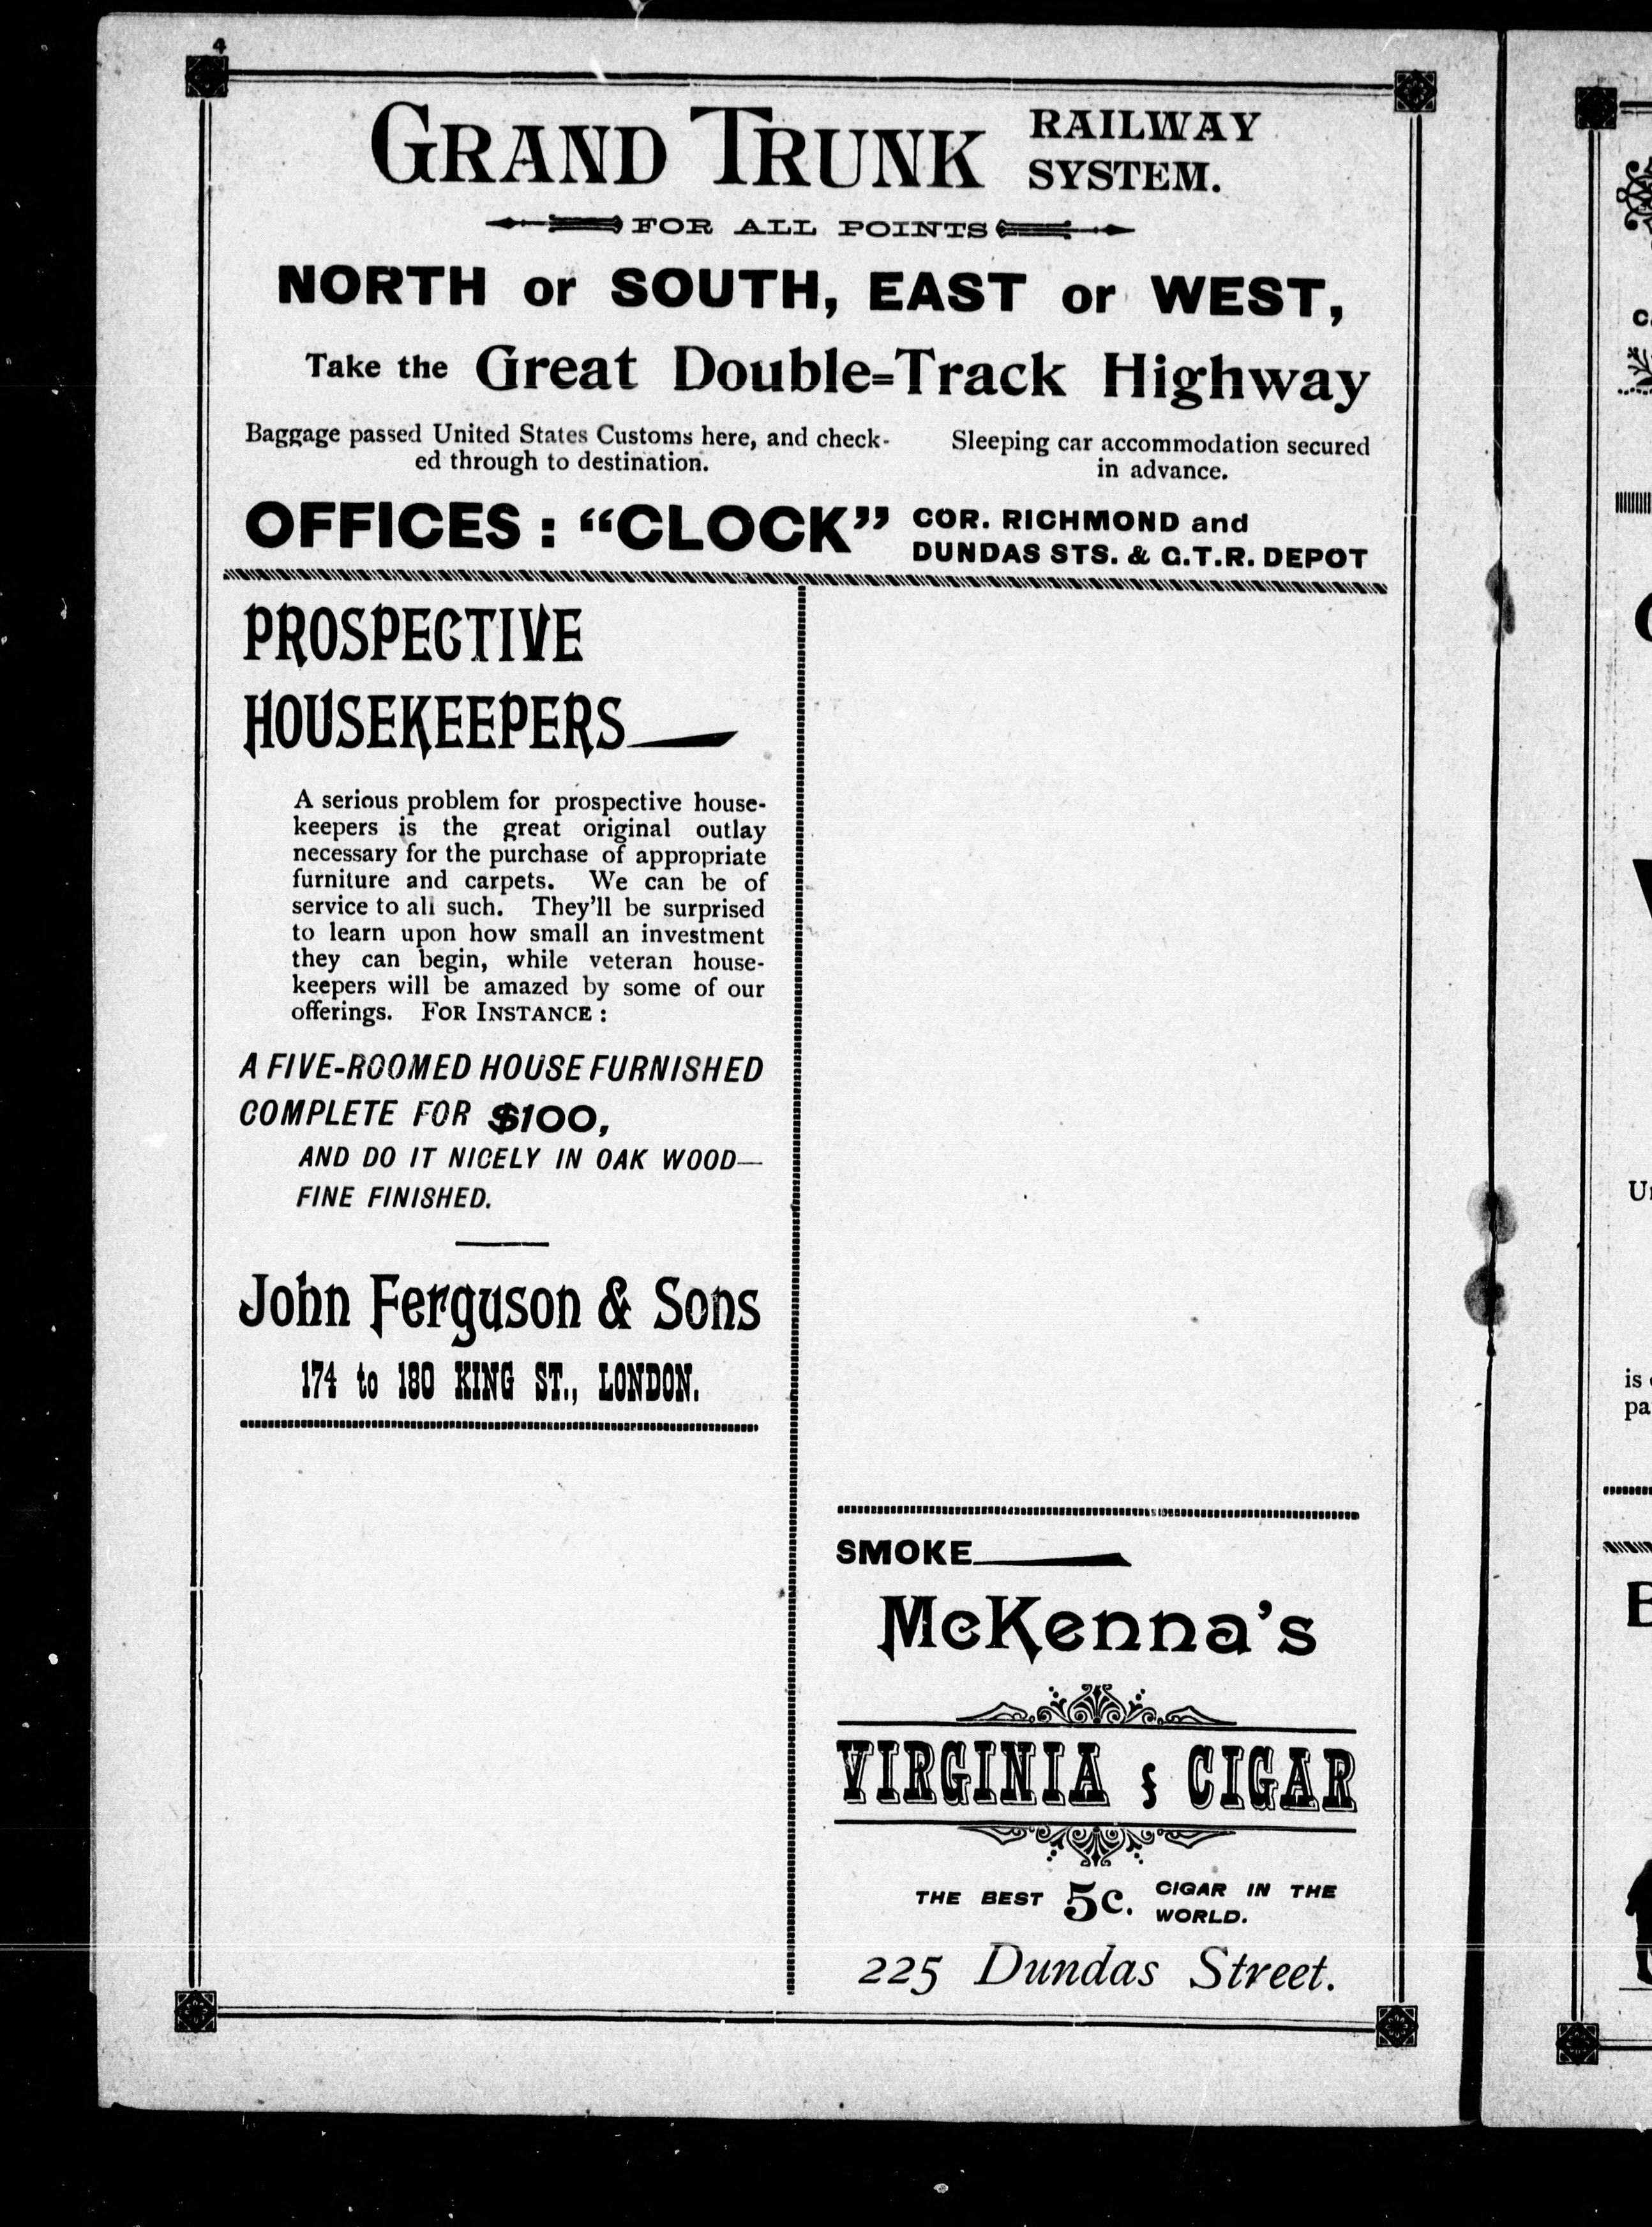 4
GRAND TRUNK RAILWAY
SYSTEM.
FOR ALL POINTS
NORTH or SOUTH, EAST or WEST,
Take the Great Double=Track Highway
Baggage passed United States Customs here, and check-
ed through to destination.
Sleeping car accommodation secured
in advance.
OFFICES : "CLOCK" COR. RICHMOND and
DUNDAS STS. & G.T.R. DEPOT
PROSPECTIVE
HOUSEKEEPERS
A serious problem for prospective house-
keepers is the great original outlay
necessary for the purchase of appropriate
furniture and carpets. We can be of
service to all such. They'll be surprised
to learn upon how small an investment
they can begin, while veteran house-
keepers will be amazed by some of our
offerings. FOR INSTANCE :
A FIVE-ROOMED HOUSE FURNISHED
COMPLETE FOR $100,
AND DO IT NICELY IN OAK WOOD—
FINE FINISHED.
John Ferguson & Sons
174 to 180 KING ST., LONDON.
SMOKE
McKenna's
VIRGINIA CIGAR
THE BEST 5c. CIGAR IN THE
WORLD.
225 Dundas Street.
is